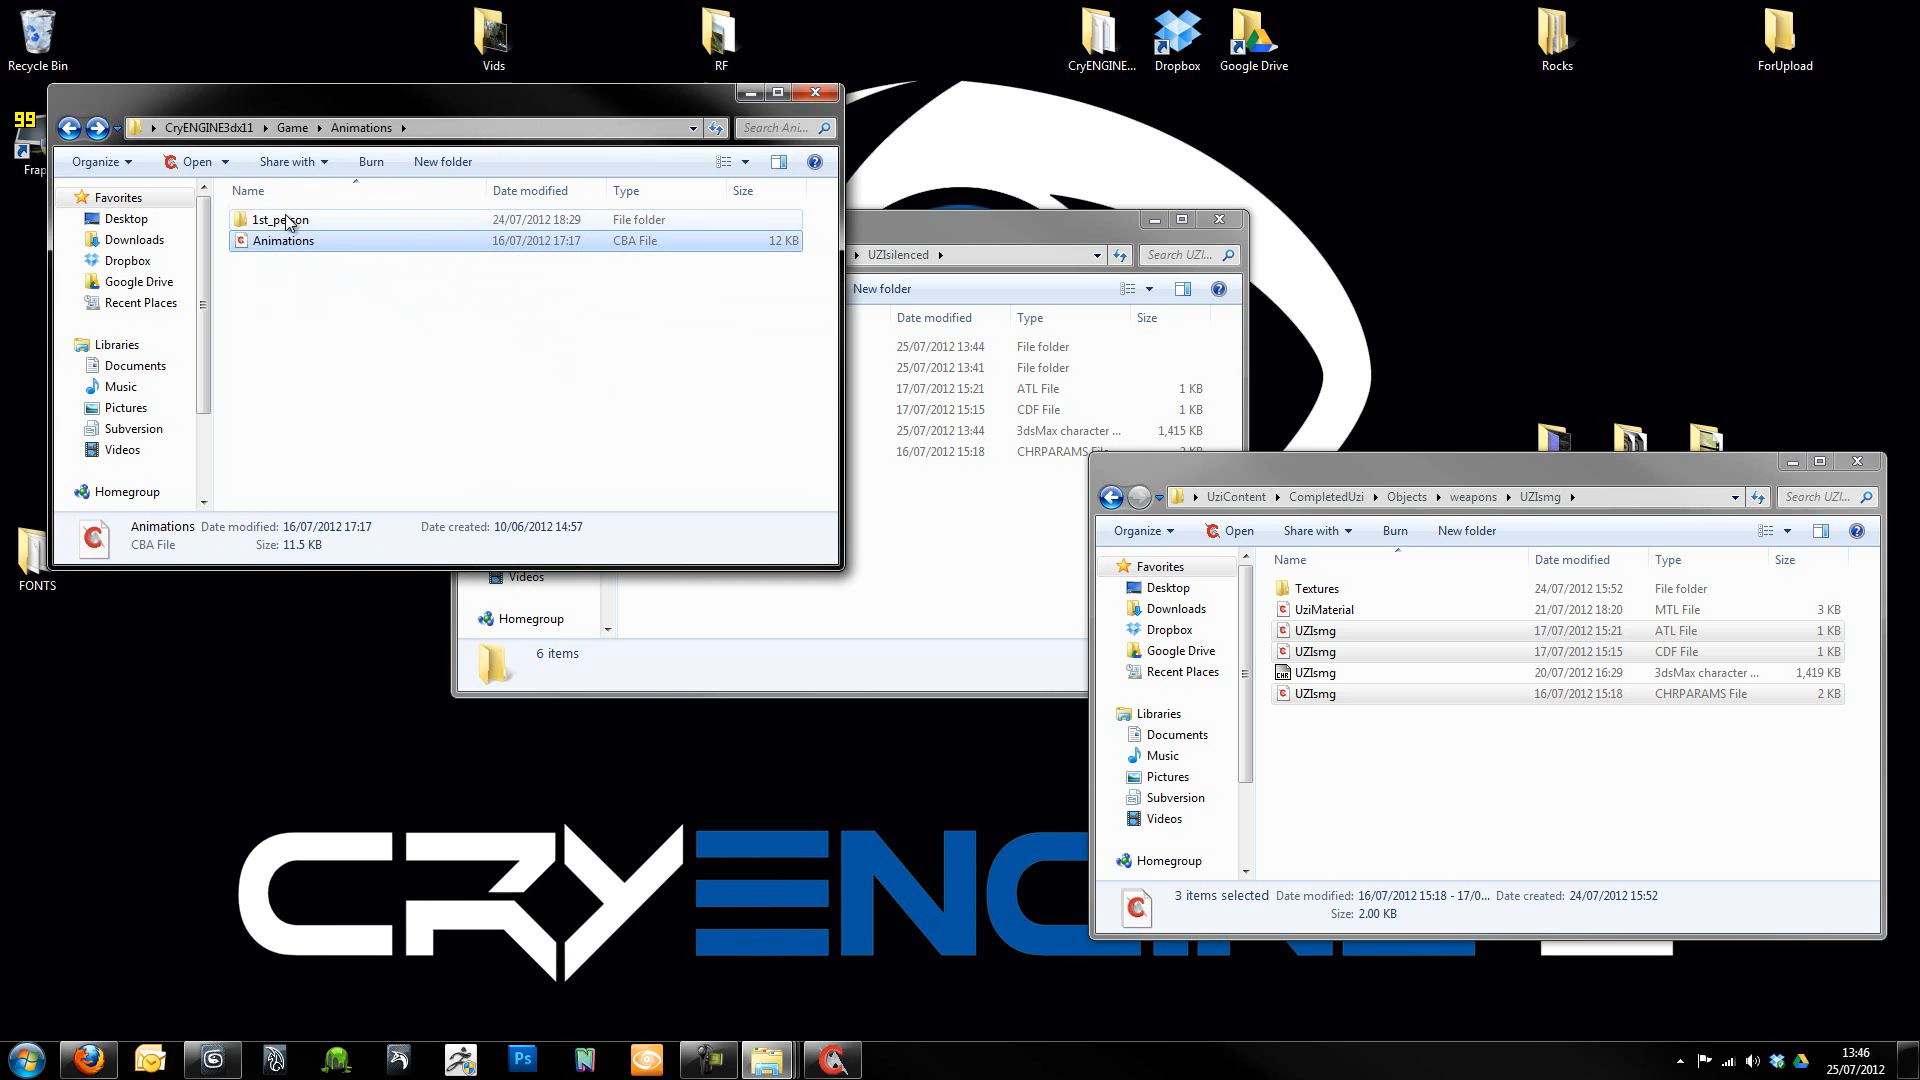 Recycle Bin
Vids
RF
CryENGINE...
Dropbox
Google Drive
Rocks
ForUpload
99
Frap
FONTS
CryENGINE3dx11 Game Animations
Search Ani...
Organize Open Share with Burn New folder
Name Date modified Type Size
1st_person 24/07/2012 18:29 File folder
Animations 16/07/2012 17:17 CBA File 12 KB
Favorites
Desktop
Downloads
Dropbox
Google Drive
Recent Places
Libraries
Documents
Music
Pictures
Subversion
Videos
Homegroup
Animations Date modified: 16/07/2012 17:17 Date created: 10/06/2012 14:57
CBA File Size: 11.5 KB
UZIsilenced
Search UZI...
New folder
Date modified Type Size
25/07/2012 13:44 File folder
25/07/2012 13:41 File folder
17/07/2012 15:21 ATL File 1 KB
17/07/2012 15:15 CDF File 1 KB
25/07/2012 13:44 3dsMax character ... 1,415 KB
16/07/2012 15:18 CHRPARAMS File 2 KB
Videos
Homegroup
6 items
UziContent CompletedUzi Objects weapons UZIsmg
Search UZI...
Organize Open Share with Burn New folder
Name Date modified Type Size
Textures 24/07/2012 15:52 File folder
UziMaterial 21/07/2012 18:20 MTL File 3 KB
UZIsmg 17/07/2012 15:21 ATL File 1 KB
UZIsmg 17/07/2012 15:15 CDF File 1 KB
UZIsmg 20/07/2012 16:29 3dsMax character ... 1,419 KB
UZIsmg 16/07/2012 15:18 CHRPARAMS File 2 KB
Favorites
Desktop
Downloads
Dropbox
Google Drive
Recent Places
Libraries
Documents
Music
Pictures
Subversion
Videos
Homegroup
3 items selected Date modified: 16/07/2012 15:18 - 17/0... Date created: 24/07/2012 15:52
Size: 2.00 KB
CRYENGINE
Ps
13:46
25/07/2012